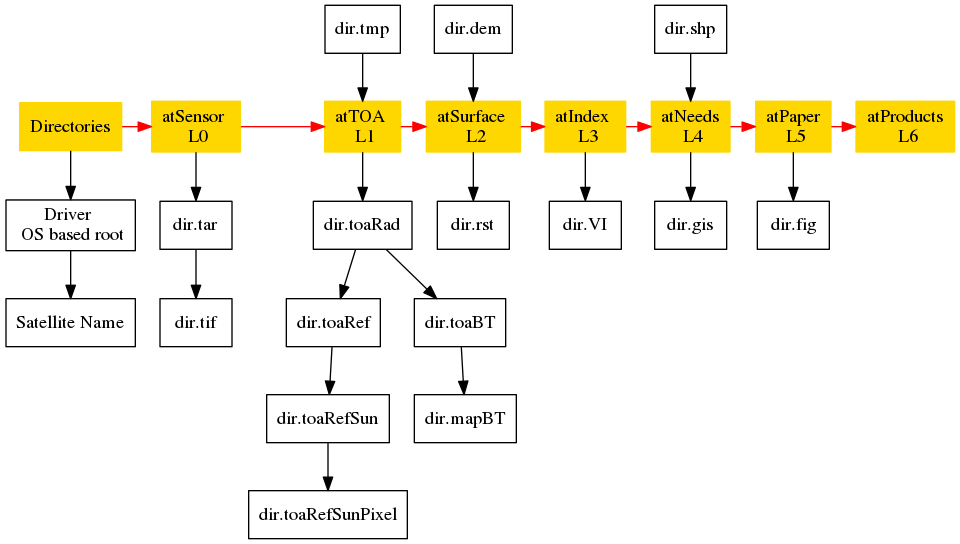 dir.tmp
dir.dem
dir.shp
Directories
atSensor
L0
atTOA
L1
atSurface
L2
atIndex
L3
atNeeds
L4
atPaper
L5
atProducts
L6
Driver
OS based root
dir.tar
dir.toaRad
dir.rst
dir.VI
dir.gis
dir.fig
Satellite Name
dir.tif
dir.toaRef
dir.toaBT
dir.toaRefSun
dir.mapBT
dir.toaRefSunPixel